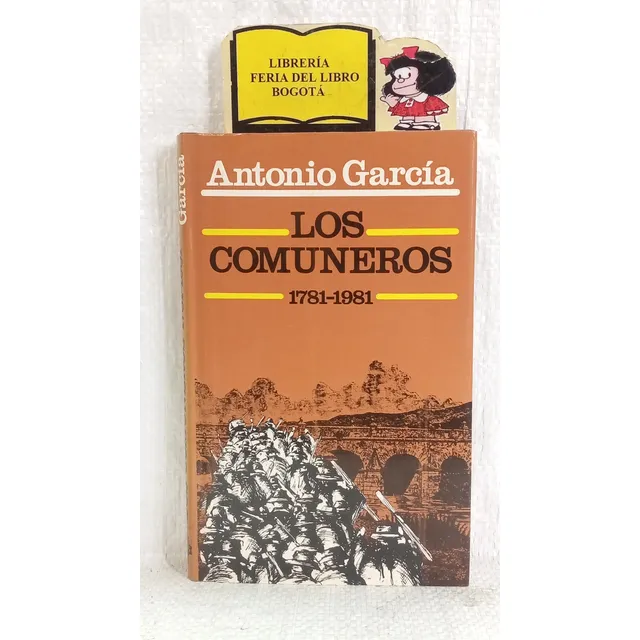 LIBRERÍA
FERIA DEL LIBRO
BOGOTÁ
Antonio García
LOS
COMUNEROS
1781-1981
García